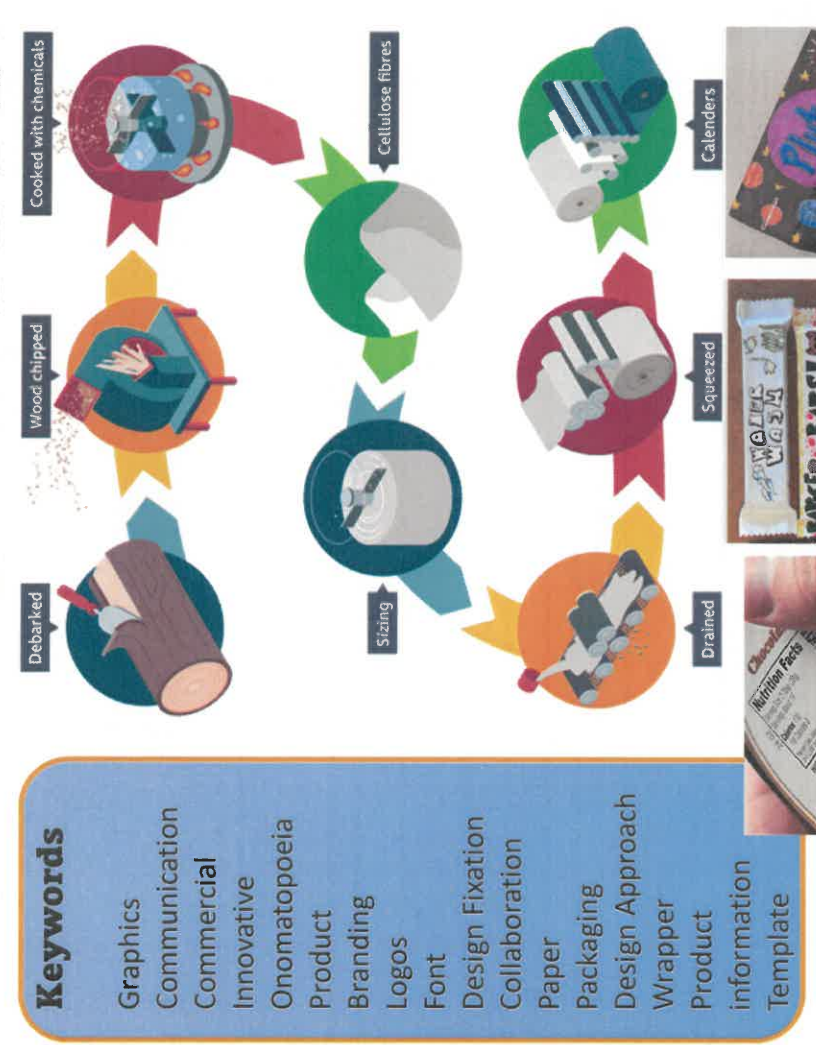 Keywords
Graphics
Communication
Commercial
Innovative
Onomatopoeia
Product
Branding
Logos
Font
Design Fixation
Collaboration
Paper
Packaging
Design Approach
Wrapper
Product
information
Template
Debarked
Wood chipped
Cooked with chemicals
Sizing
Cellulose fibres
Drained
Squeezed
Calenders
Nutrition Facts